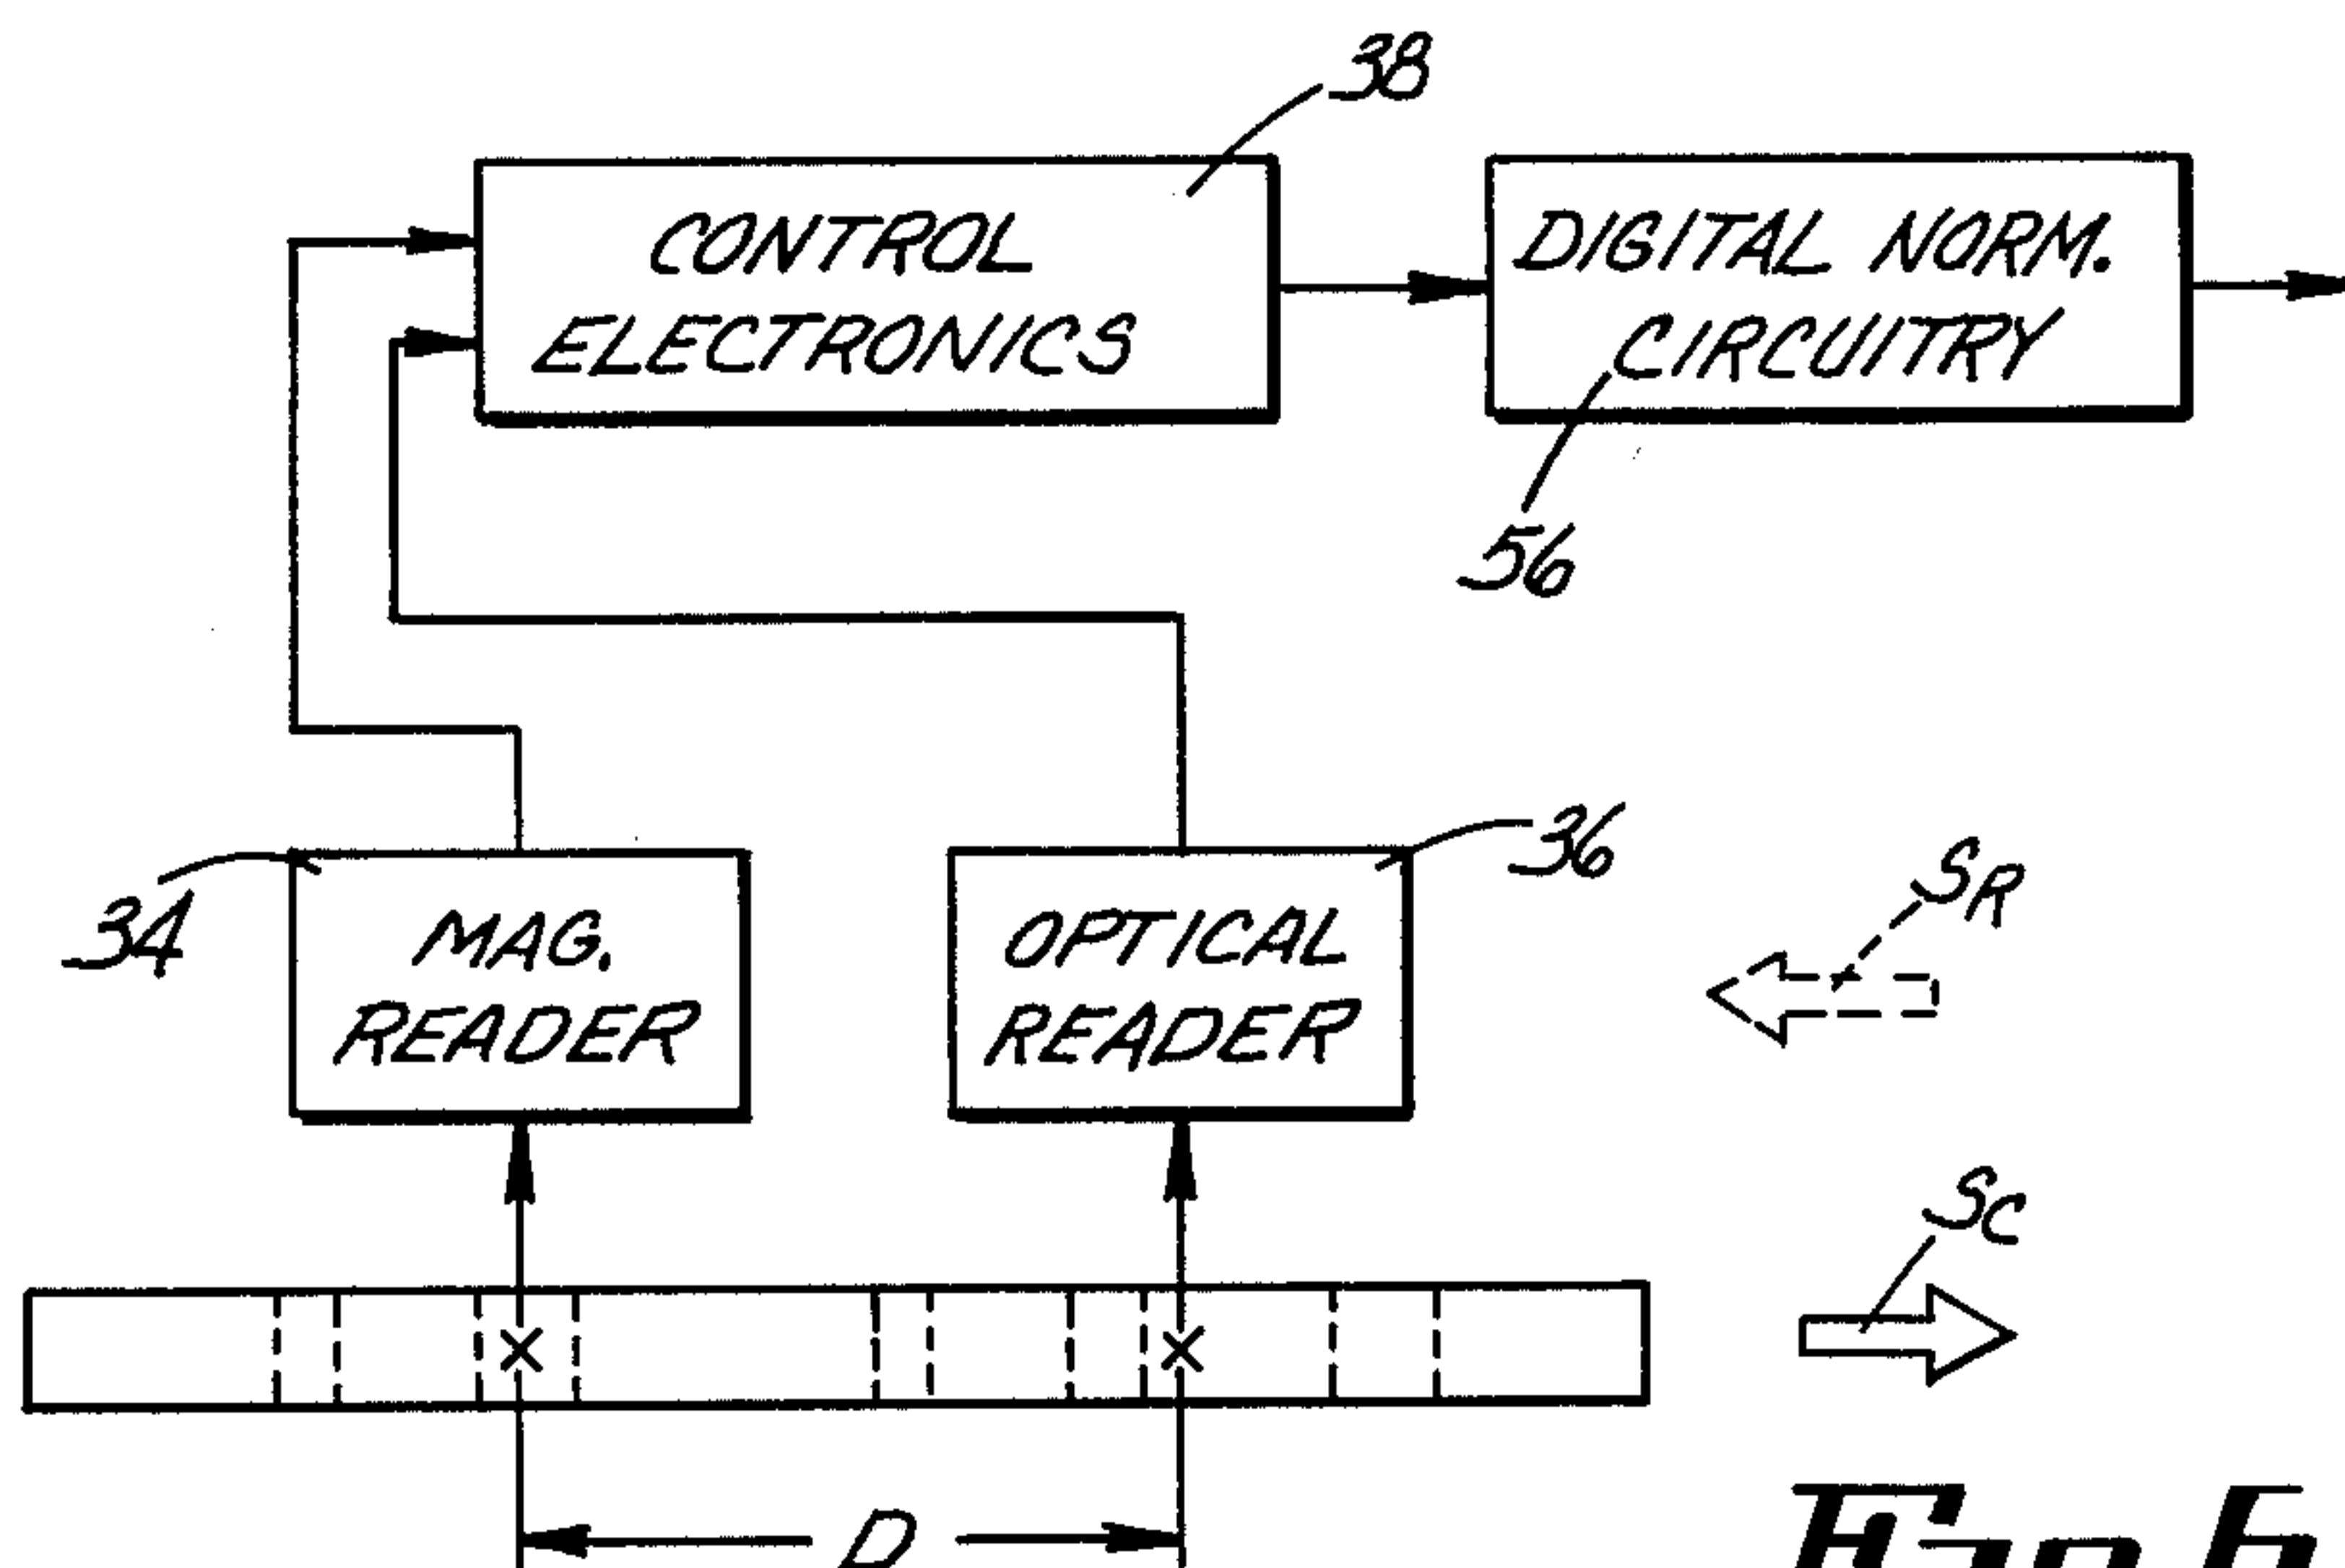 38
CONTROL
ELECTRONICS
DIGITAL NORM.
CIRCUITRY
56
36
SR
34
MAG.
READER
OPTICAL
READER
SC
D